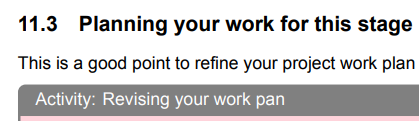 11.3 Planning your work for this stage
This is a good point to refine your project work plan
Activity: Revising your work pan